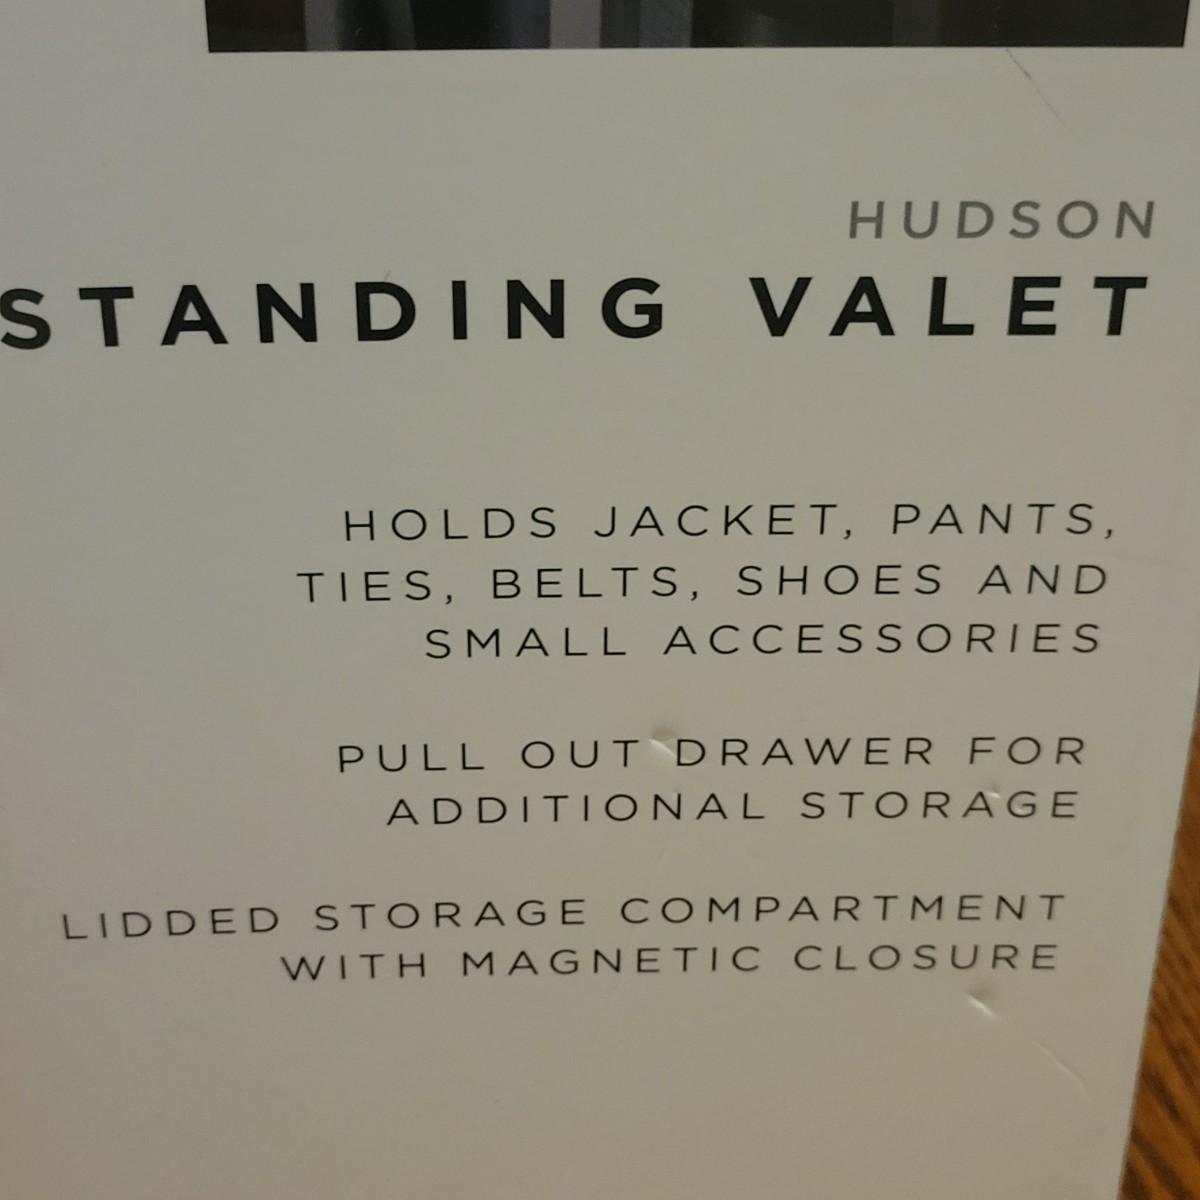 HUDSON
STANDING VALET
HOLDS JACKET, PANTS,
TIES, BELTS, SHOES AND
SMALL ACCESSORIES
PULL OUT DRAWER FOR
ADDITIONAL STORAGE
LIDDED STORAGE COMPARTMENT
WITH MAGNETIC CLOSURE